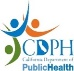 CDPH
California Department of
PublicHealth